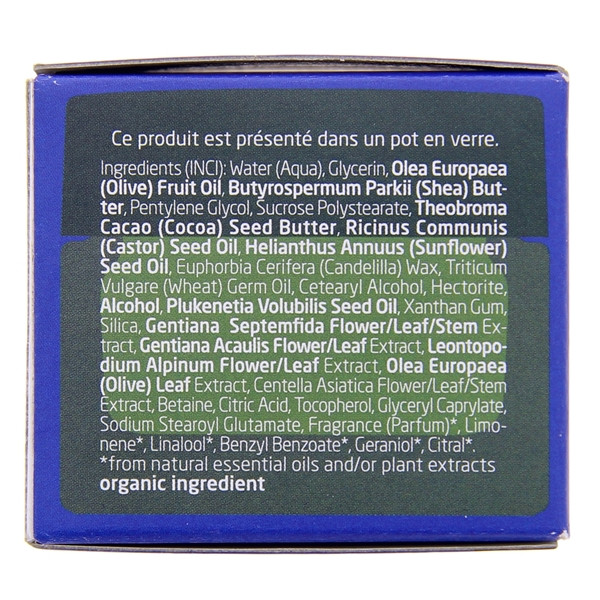 Ce produit est présenté dans un pot en verre.
Ingredients (INCI): Water (Aqua), Glycerin, Olea Europaea
(Olive) Fruit Oil, Butyrospermum Parkii (Shea) But-
ter, Pentylene Glycol, Sucrose Polystearate, Theobroma
Cacao (Cocoa) Seed Butter, Ricinus Communis
(Castor) Seed Oil, Helianthus Annuus (Sunflower)
Seed Oil, Euphorbia Cerifera (Candelilla) Wax, Triticum
Vulgare (Wheat) Germ Oil, Cetearyl Alcohol, Hectorite,
Alcohol, Plukenetia Volubilis Seed Oil, Xanthan Gum,
Silica, Gentiana Septemfida Flower/Leaf/Stem Ex-
tract, Gentiana Acaulis Flower/Leaf Extract, Leontopo-
dium Alpinum Flower/Leaf Extract, Olea Europaea
(Olive) Leaf Extract, Centella Asiatica Flower/Leaf/Stem
Extract, Betaine, Citric Acid, Tocopherol, Glyceryl Caprylate,
Sodium Stearoyl Glutamate, Fragrance (Parfum)*, Limo-
nene*, Linalool*, Benzyl Benzoate*, Geraniol*, Citral*.
*from natural essential oils and/or plant extracts
organic ingredient